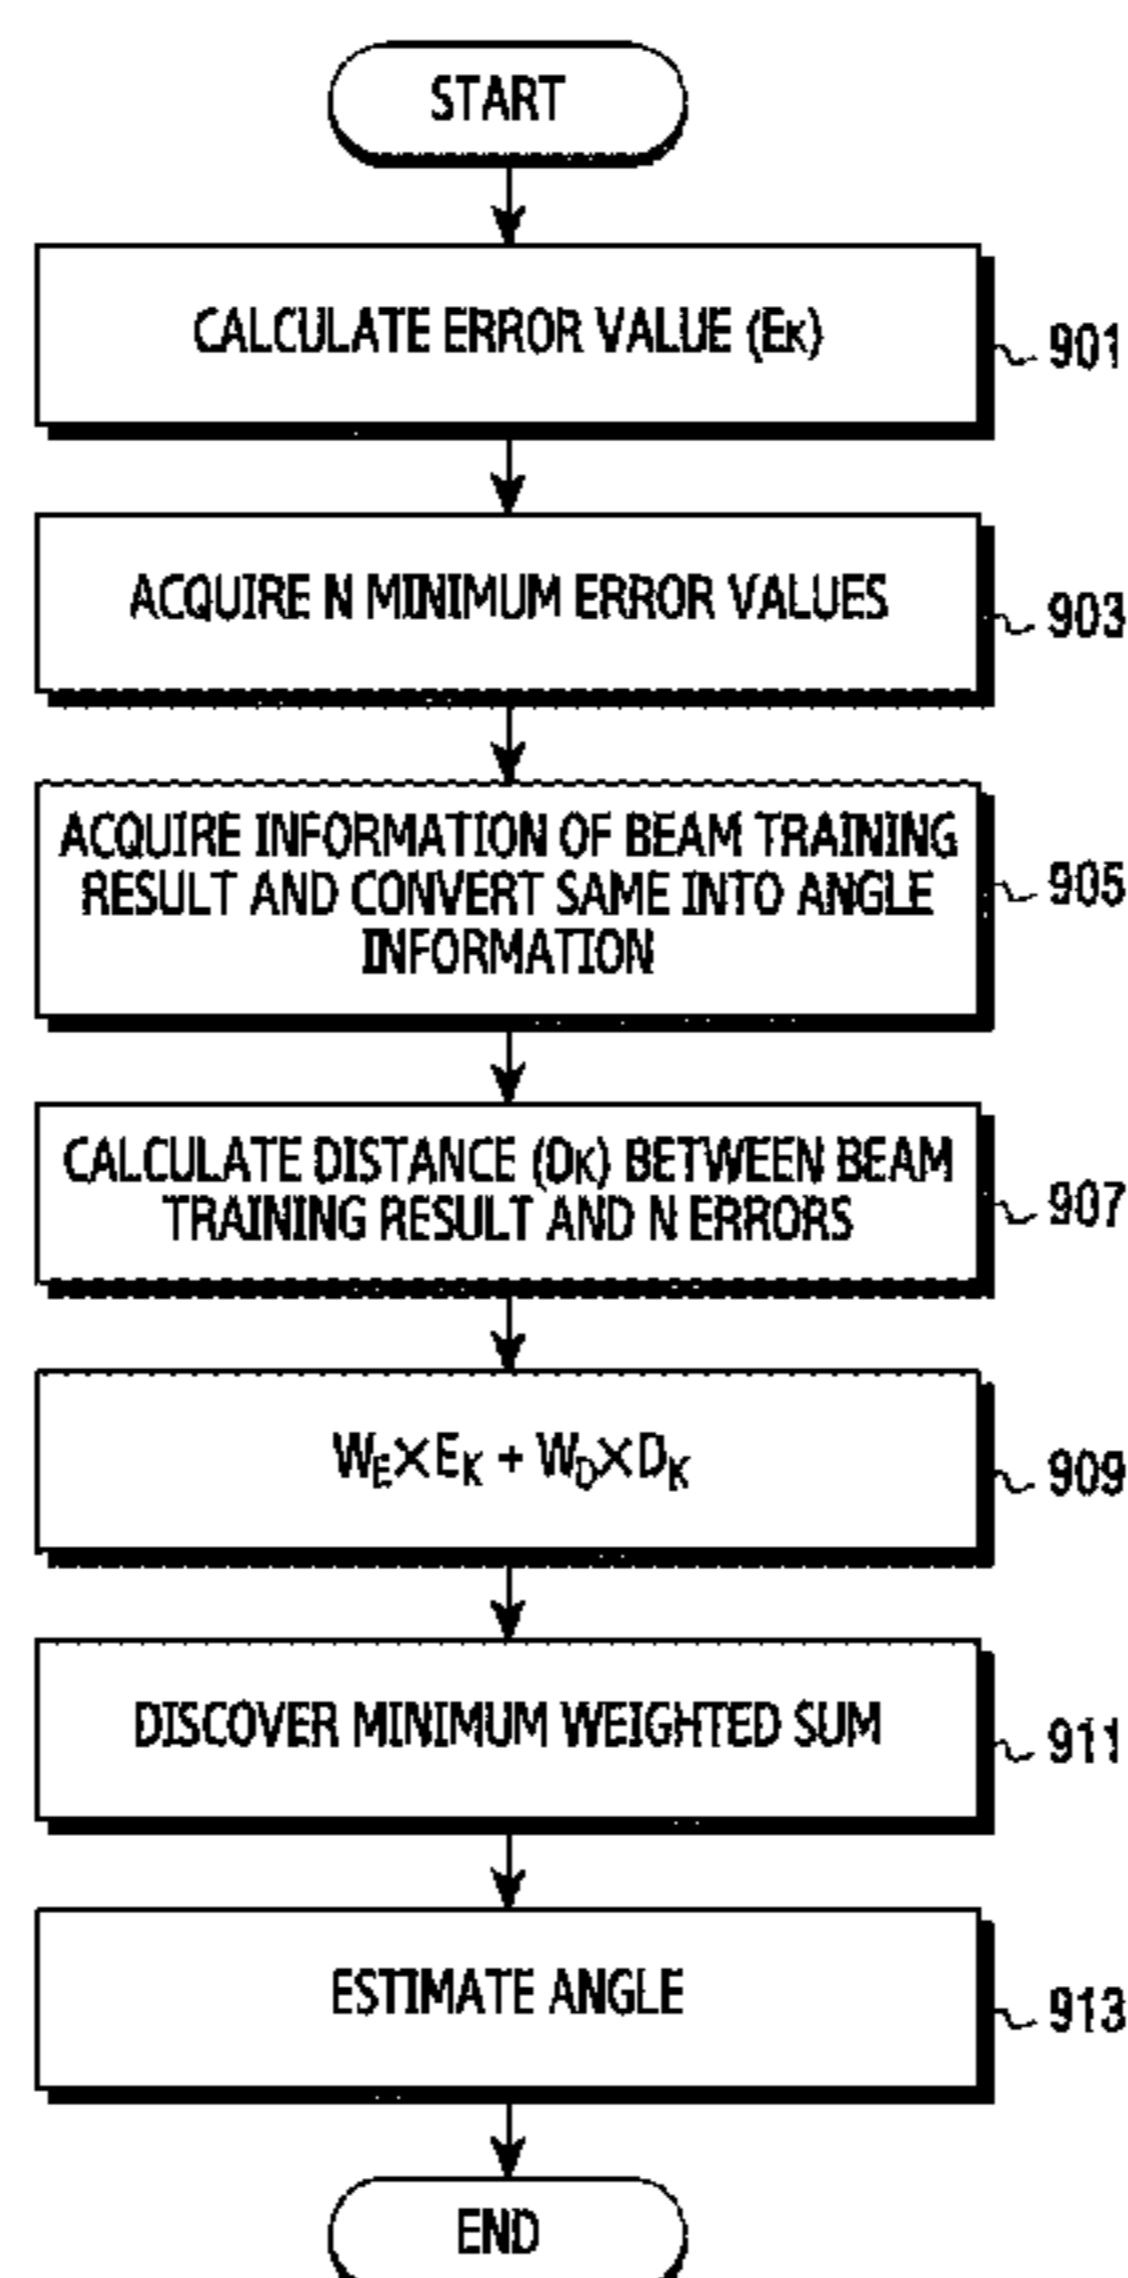 START
CALCULATE ERROR VALUE (EK)
901
ACQUIRE N MINIMUM ERROR VALUES
903
ACQUIRE INFORMATION OF BEAM TRAINING
RESULT AND CONVERT SAME INTO ANGLE
INFORMATION
905
CALCULATE DISTANCE (DK) BETWEEN BEAM
TRAINING RESULT AND N ERRORS
907
WE×EK + WD×DK
909
DISCOVER MINIMUM WEIGHTED SUM
911
ESTIMATE ANGLE
913
END